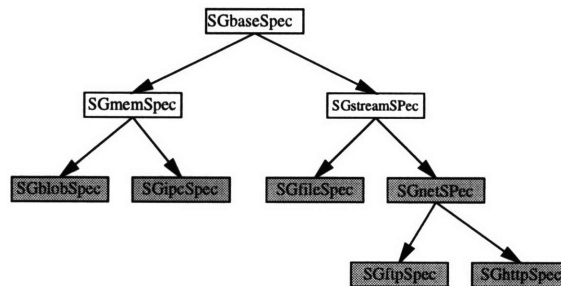 SGbaseSpec
SGmemSpec
SGstreamSPec
SGblobSpec
SGipcSpec
SGfileSpec
SGnetSPec
SGftpSpec
SGhttpSpec